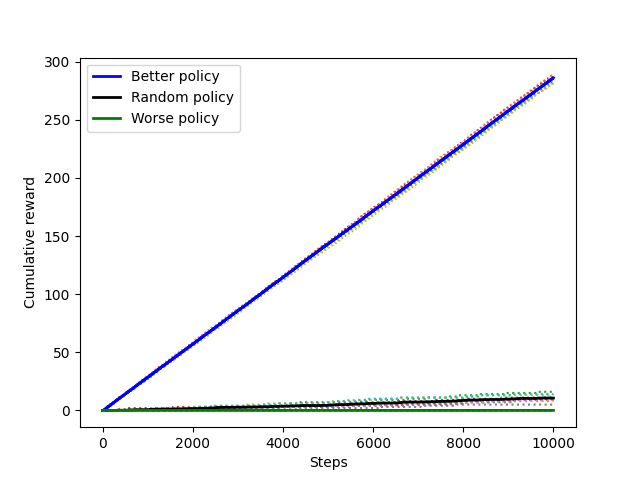 300
250
200
150
100
50
0
Cumulative reward
Better policy
Random policy
Worse policy
0 2000 4000 6000 8000 10000
Steps